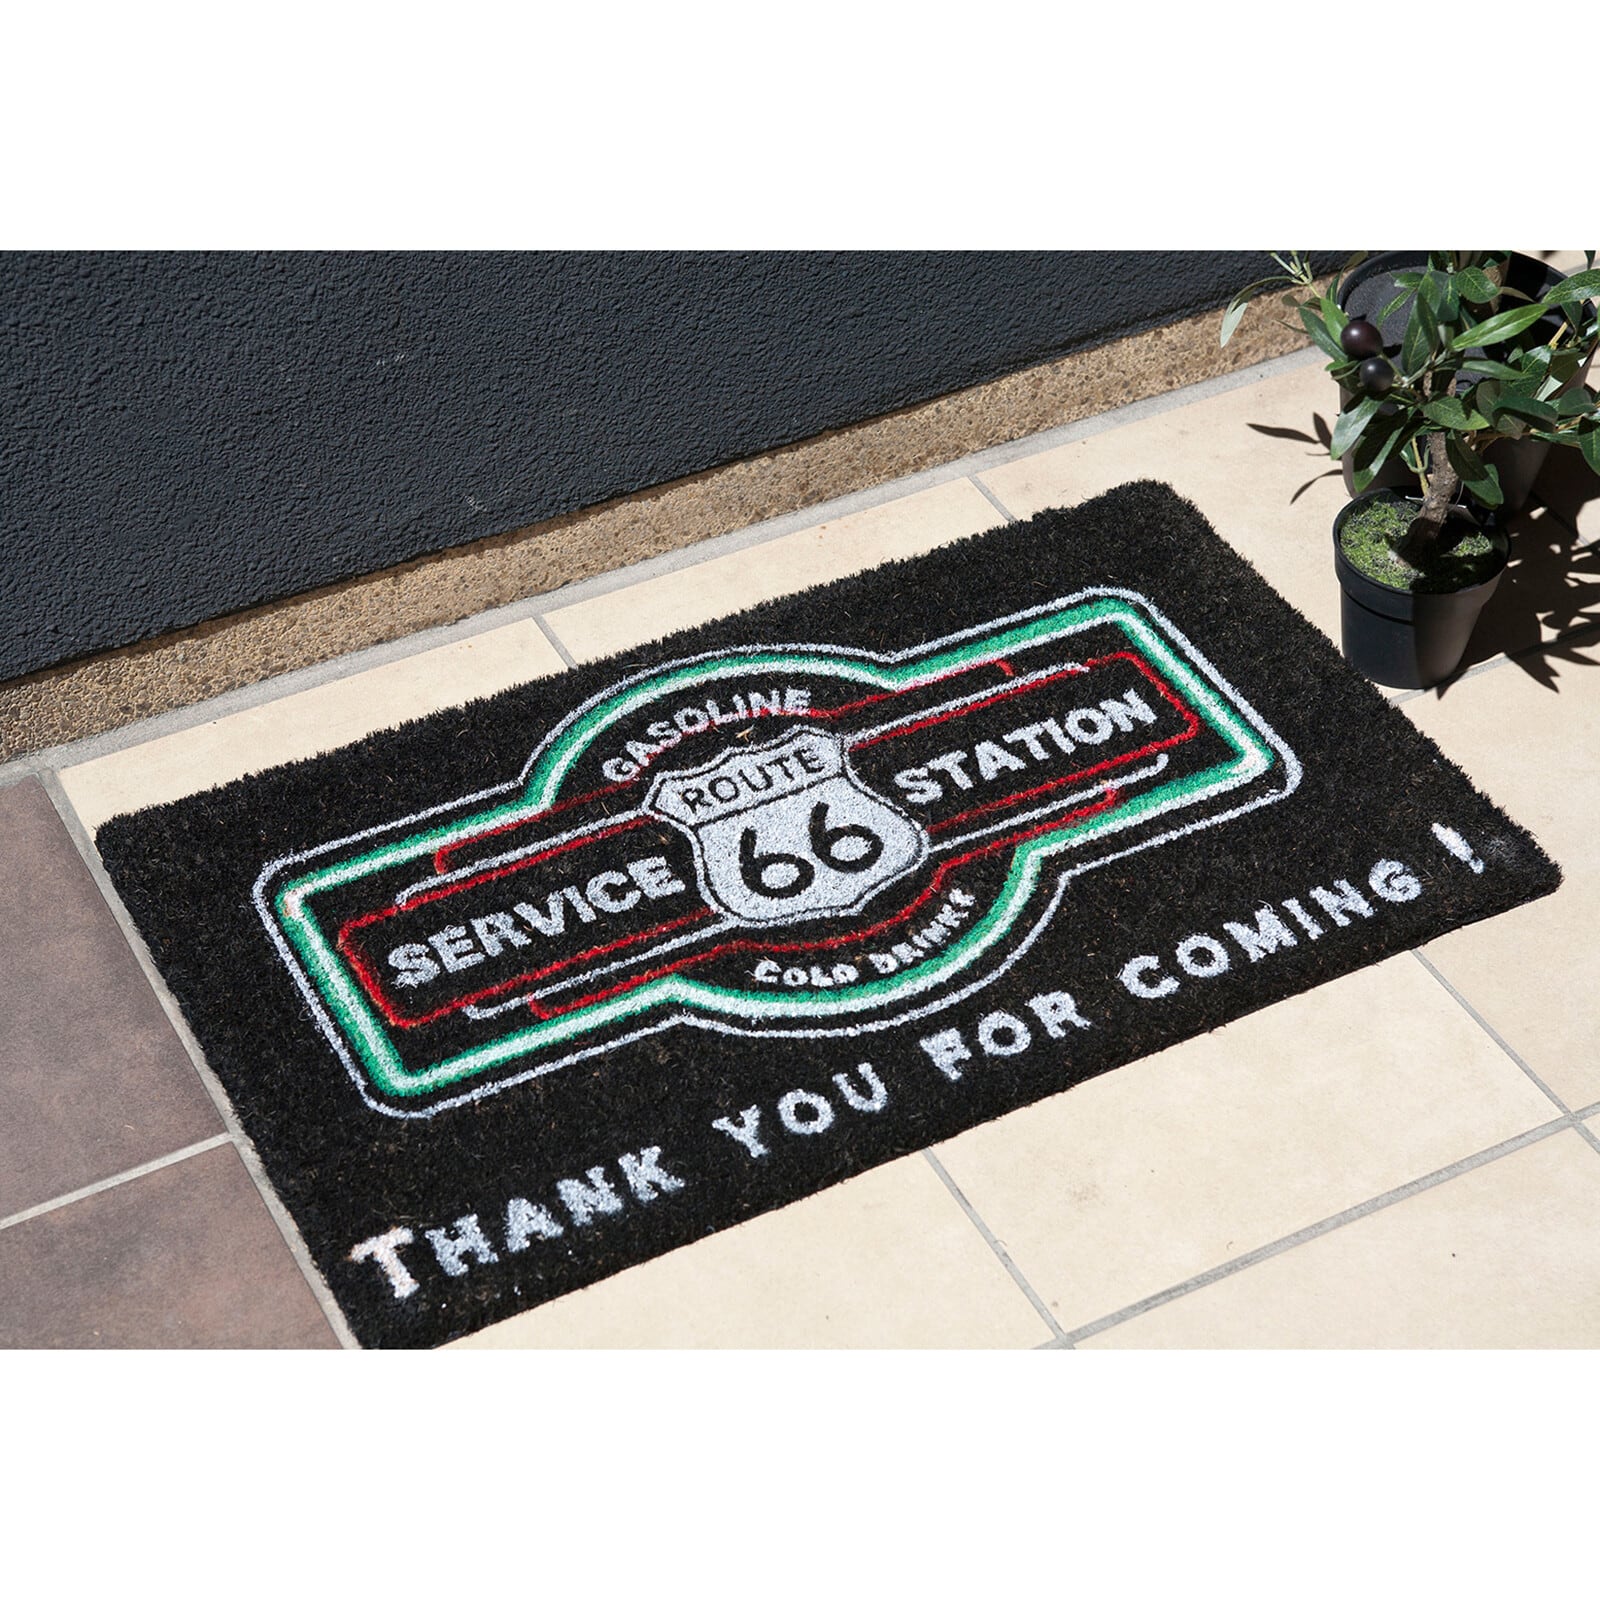 GASOLINE
ROUTE
SERVICE 66 STATION
COLD DRINKS
THANK YOU FOR COMING !